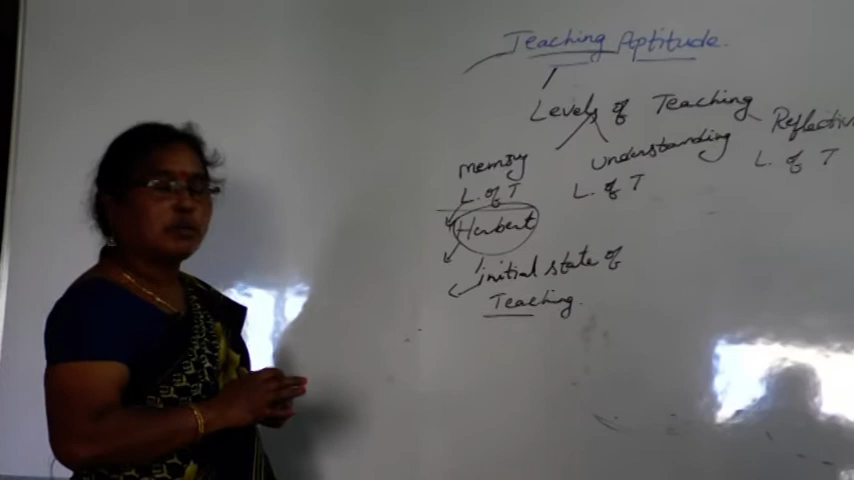 Teaching Aptitude.
Levels of Teaching
memory
L. of T
understanding
L. of T
Reflective
L. of T
Herbert
initial state of
Teaching.